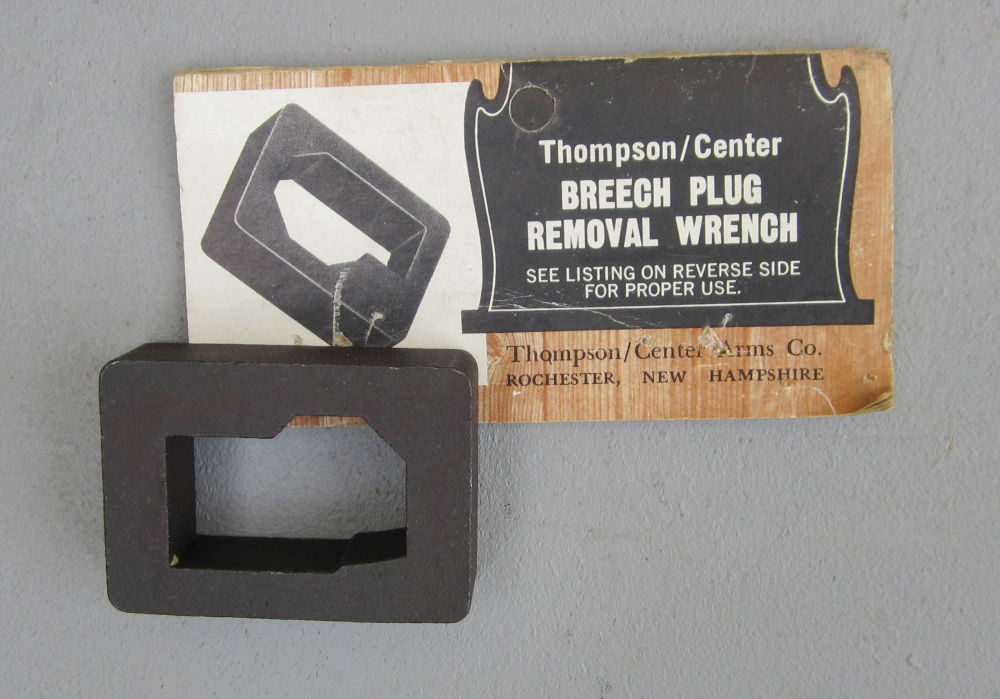 Thompson/Center
BREECH PLUG
REMOVAL WRENCH
SEE LISTING ON REVERSE SIDE
FOR PROPER USE.
Thompson/Center Arms Co.
ROCHESTER, NEW HAMPSHIRE